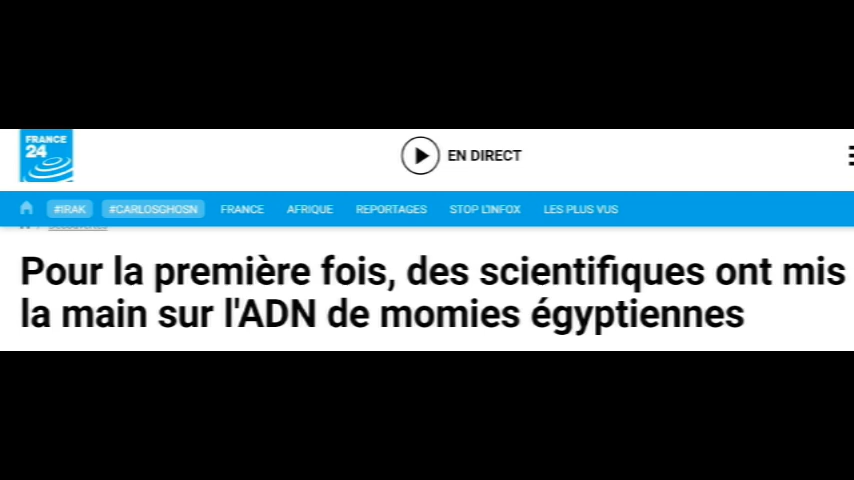 FRANCE
24
EN DIRECT
#IRAK #CARLOSGHOSN FRANCE AFRIQUE REPORTAGES STOP L'INFOX LES PLUS VUS
Pour la première fois, des scientifiques ont mis
la main sur l'ADN de momies égyptiennes